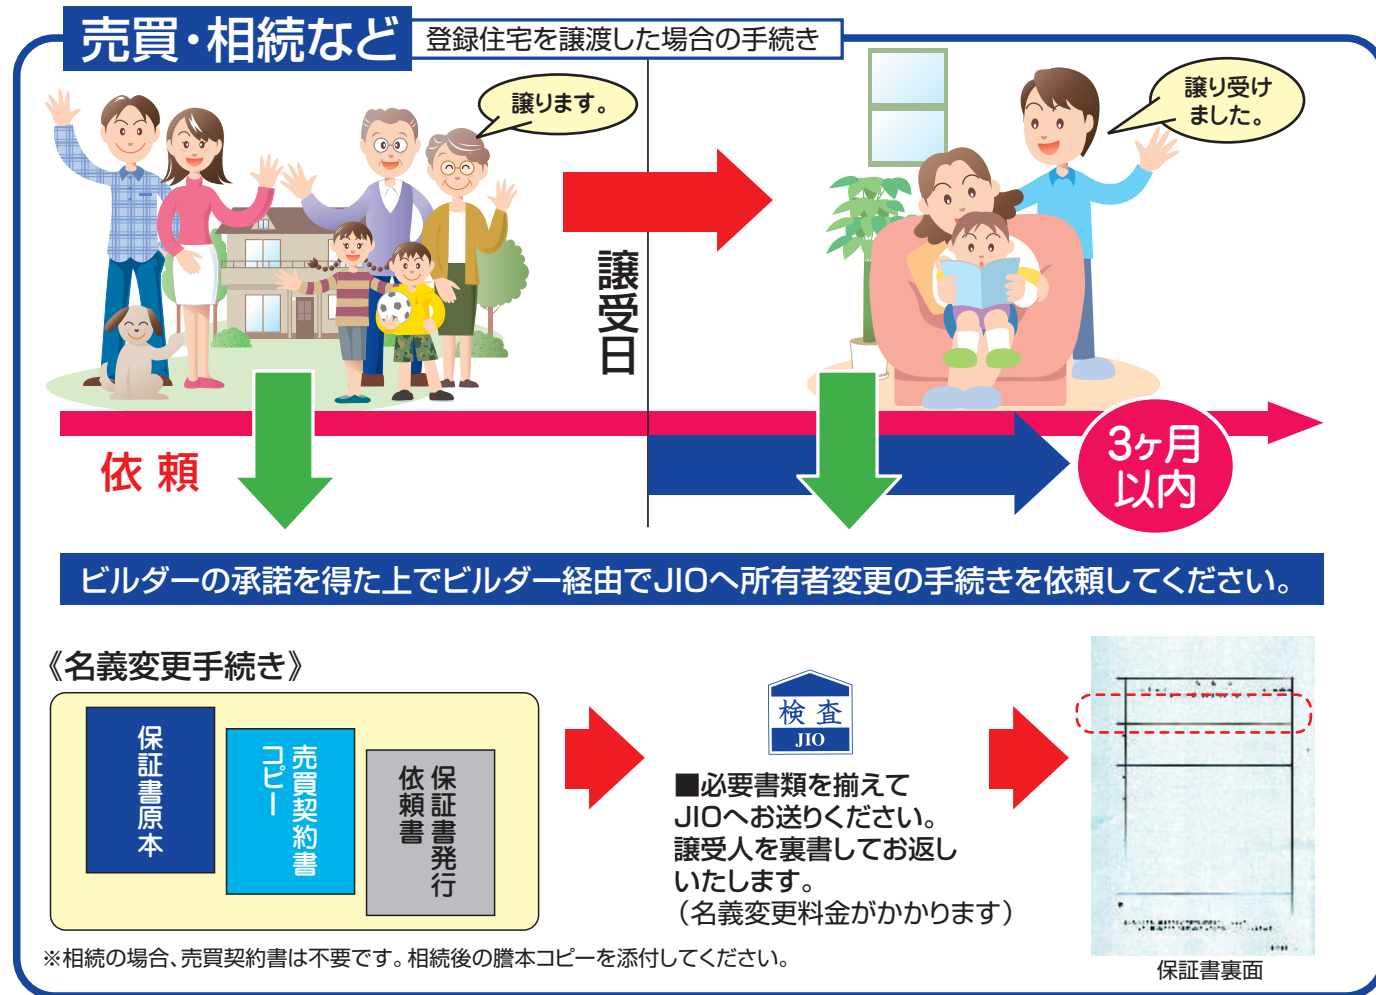 売買・相続など
登録住宅を譲渡した場合の手続き
譲ります。
譲り受け
ました。
譲受日
依頼
3ヶ月
以内
ビルダーの承諾を得た上でビルダー経由でJIOへ所有者変更の手続きを依頼してください。
《名義変更手続き》
保証書原本
売買契約書
コピー
保証書発行
依頼書
検査
JIO
■必要書類を揃えて
JIOへお送りください。
譲受人を裏書してお返し
いたします。
（名義変更料金がかかります）
※相続の場合、売買契約書は不要です。相続後の謄本コピーを添付してください。
保証書裏面